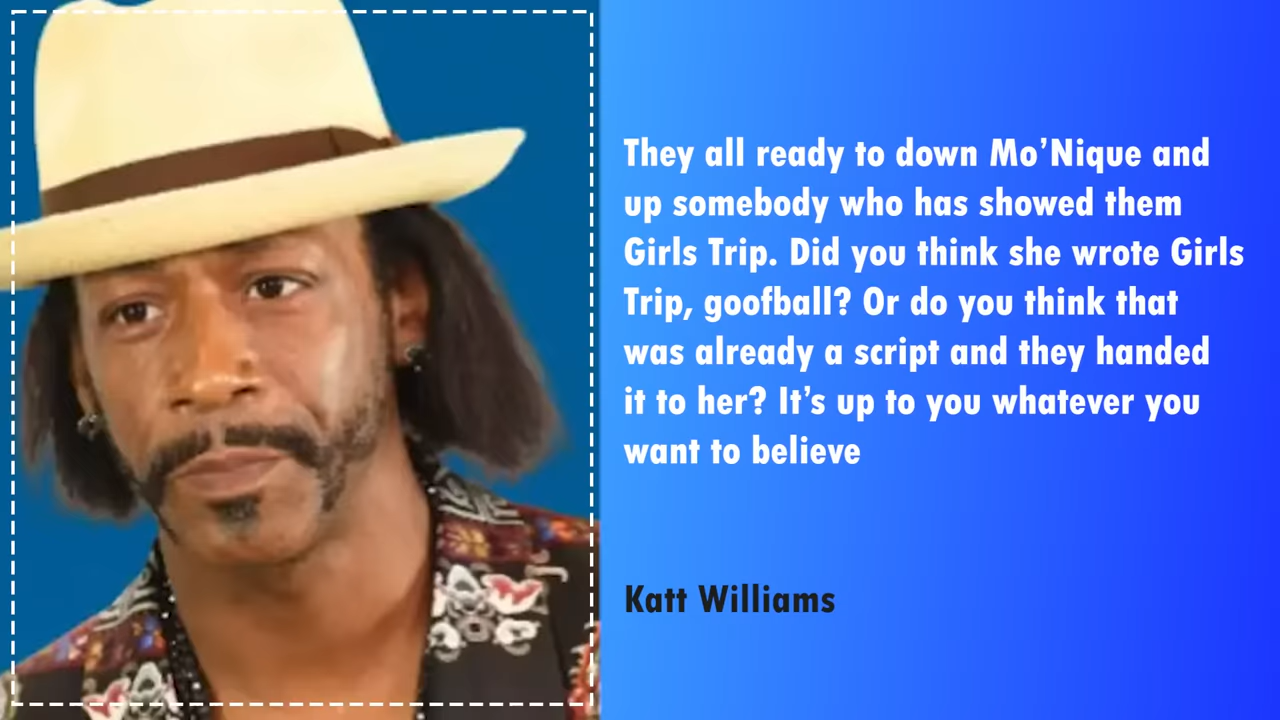 They all ready to down Mo’Nique and
up somebody who has showed them
Girls Trip. Did you think she wrote Girls
Trip, goofball? Or do you think that
was already a script and they handed
it to her? It’s up to you whatever you
want to believe
Katt Williams